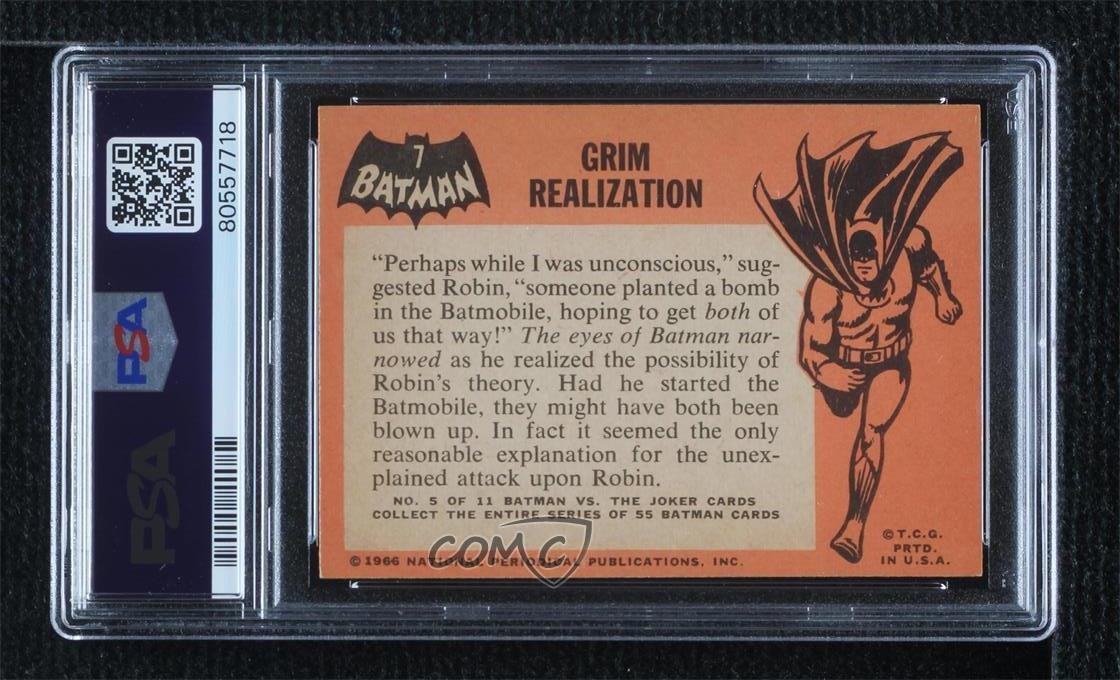 80557718
PSA
PSA
7
BATMAN
GRIM
REALIZATION
“Perhaps while I was unconscious,” sug-
gested Robin, “someone planted a bomb
in the Batmobile, hoping to get both of
us that way!” The eyes of Batman nar-
nowed as he realized the possibility of
Robin’s theory. Had he started the
Batmobile, they might have both been
blown up. In fact it seemed the only
reasonable explanation for the unex-
plained attack upon Robin.
NO. 5 OF 11 BATMAN VS. THE JOKER CARDS
COLLECT THE ENTIRE SERIES OF 55 BATMAN CARDS
COMC
© 1966 NATIONAL PERIODICAL PUBLICATIONS, INC.
© T.C.G.
PRTD.
IN U.S.A.